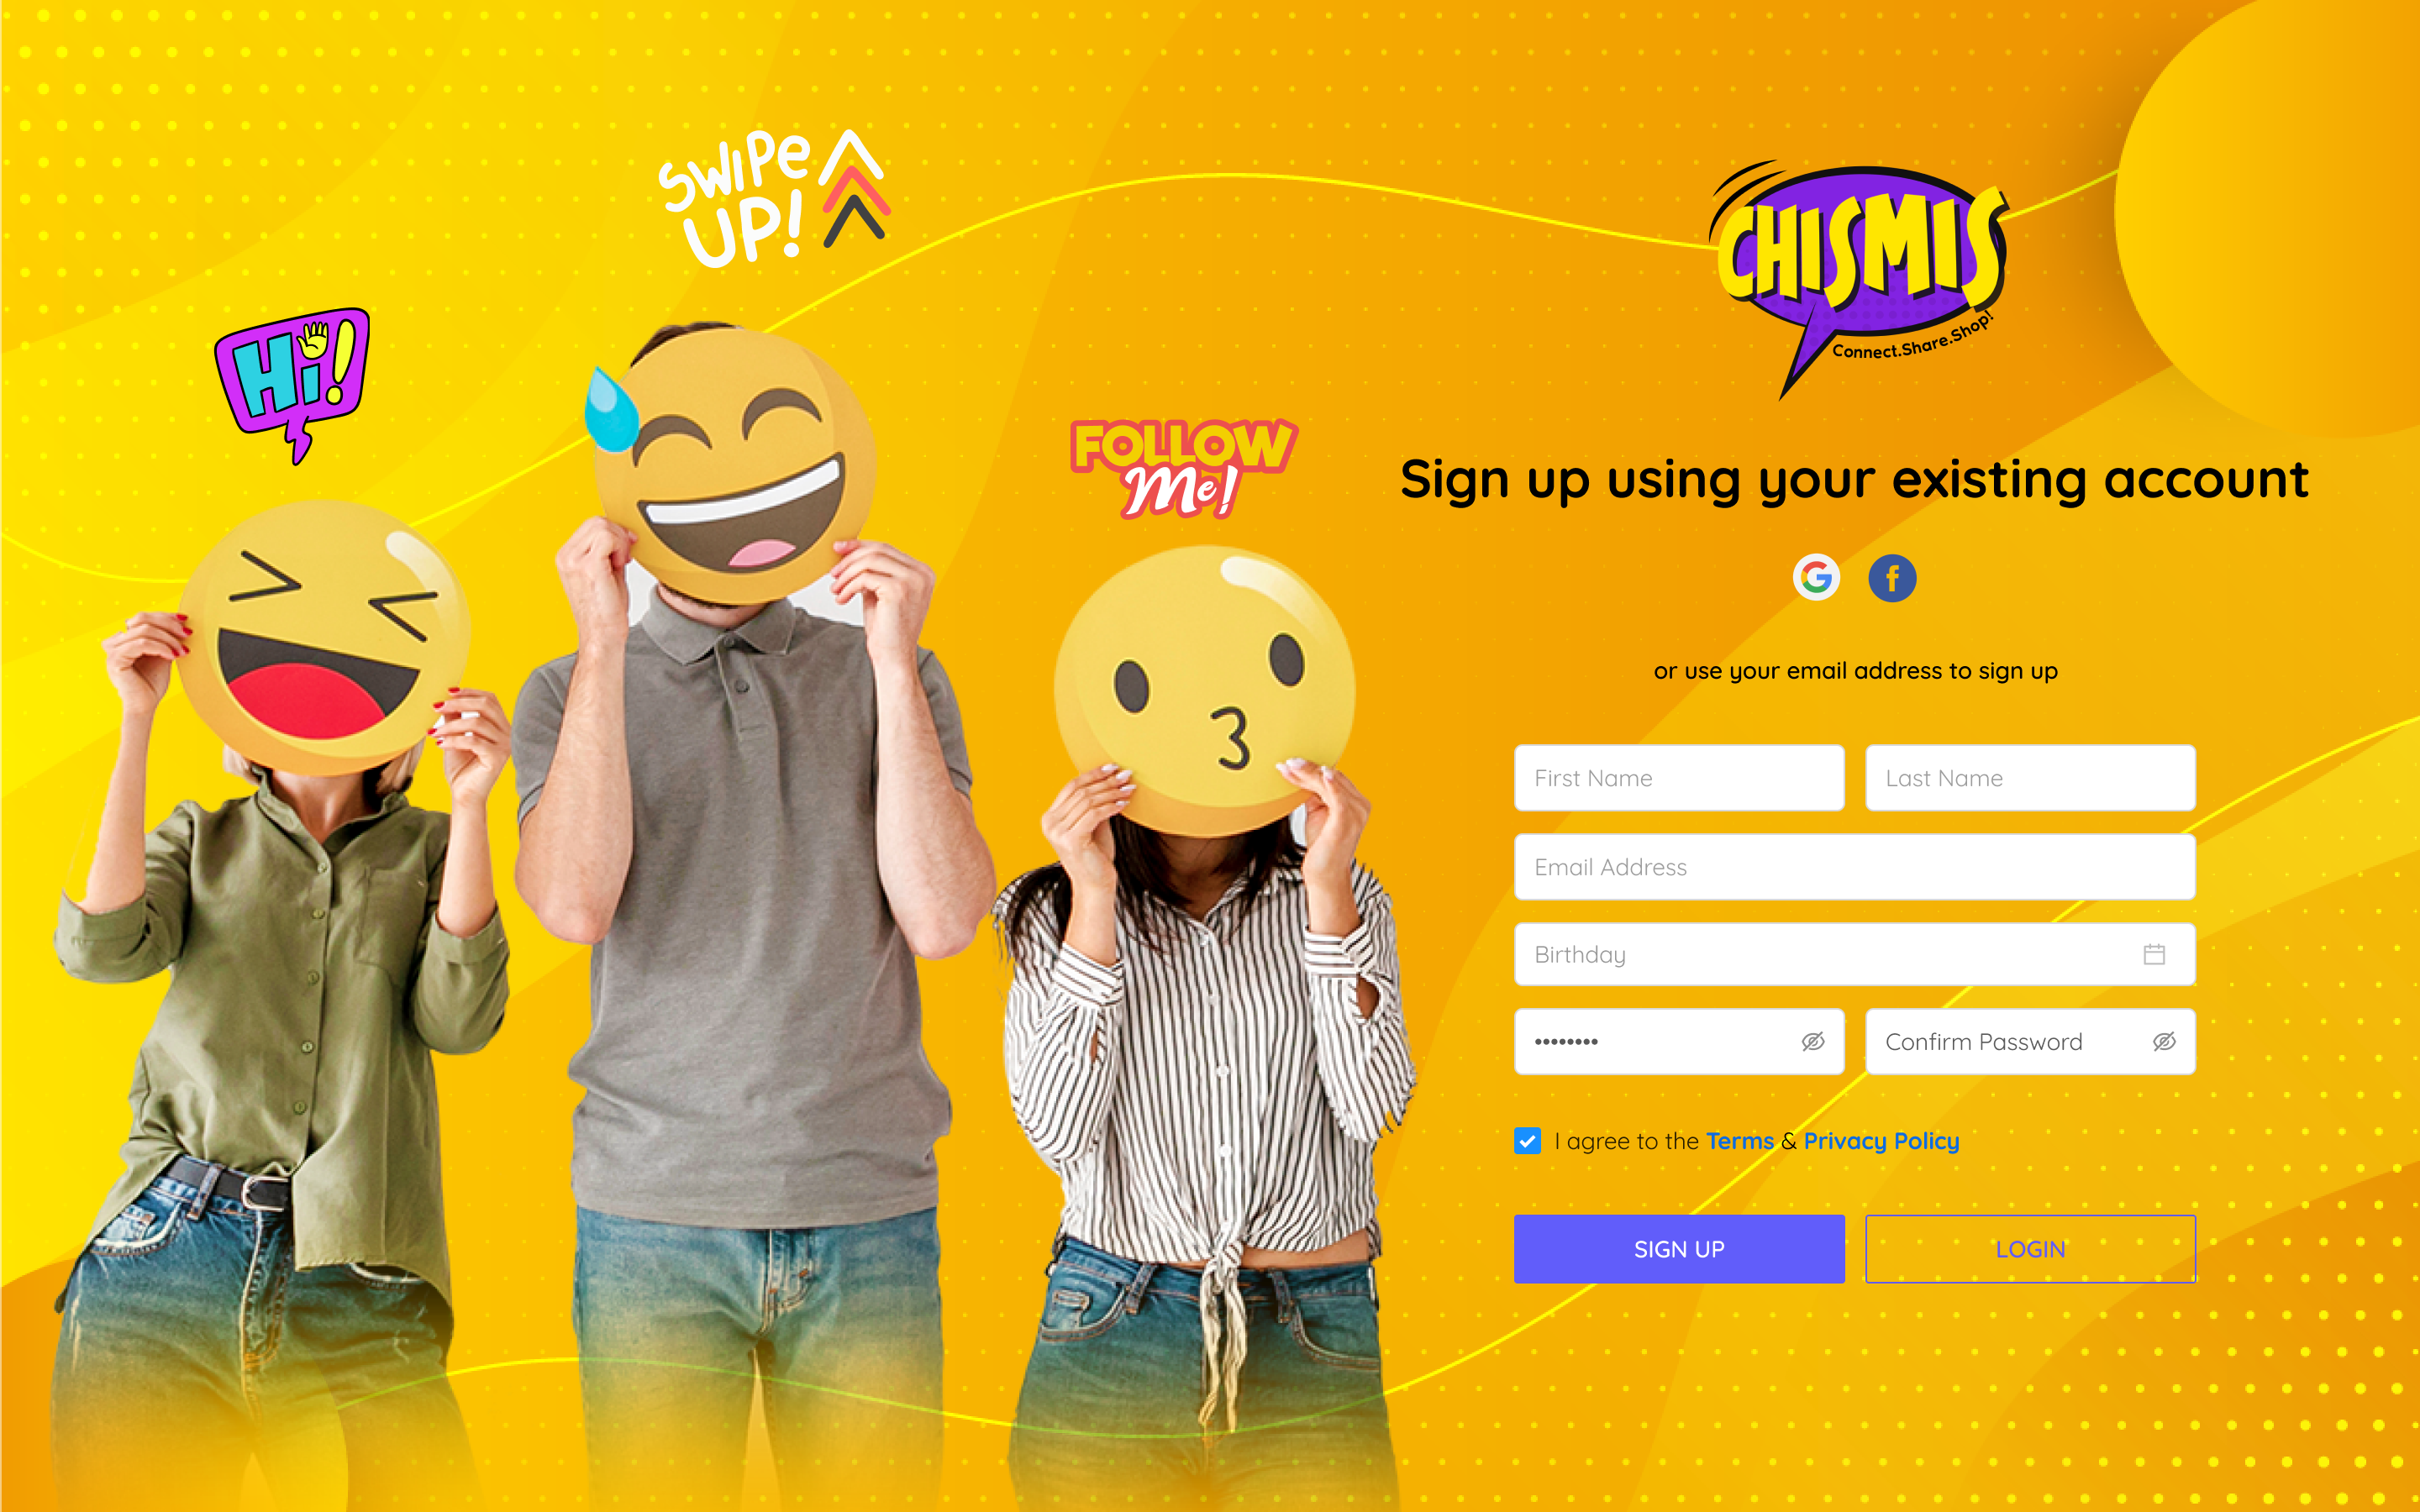 SWIPE
UP!
Hi!
FOLLOW
Me!
CHISMIS
Connect.Share.Shop!
Sign up using your existing account
G f
or use your email address to sign up
First Name Last Name
Email Address
Birthday
•••••••• Confirm Password
I agree to the Terms & Privacy Policy
SIGN UP LOGIN